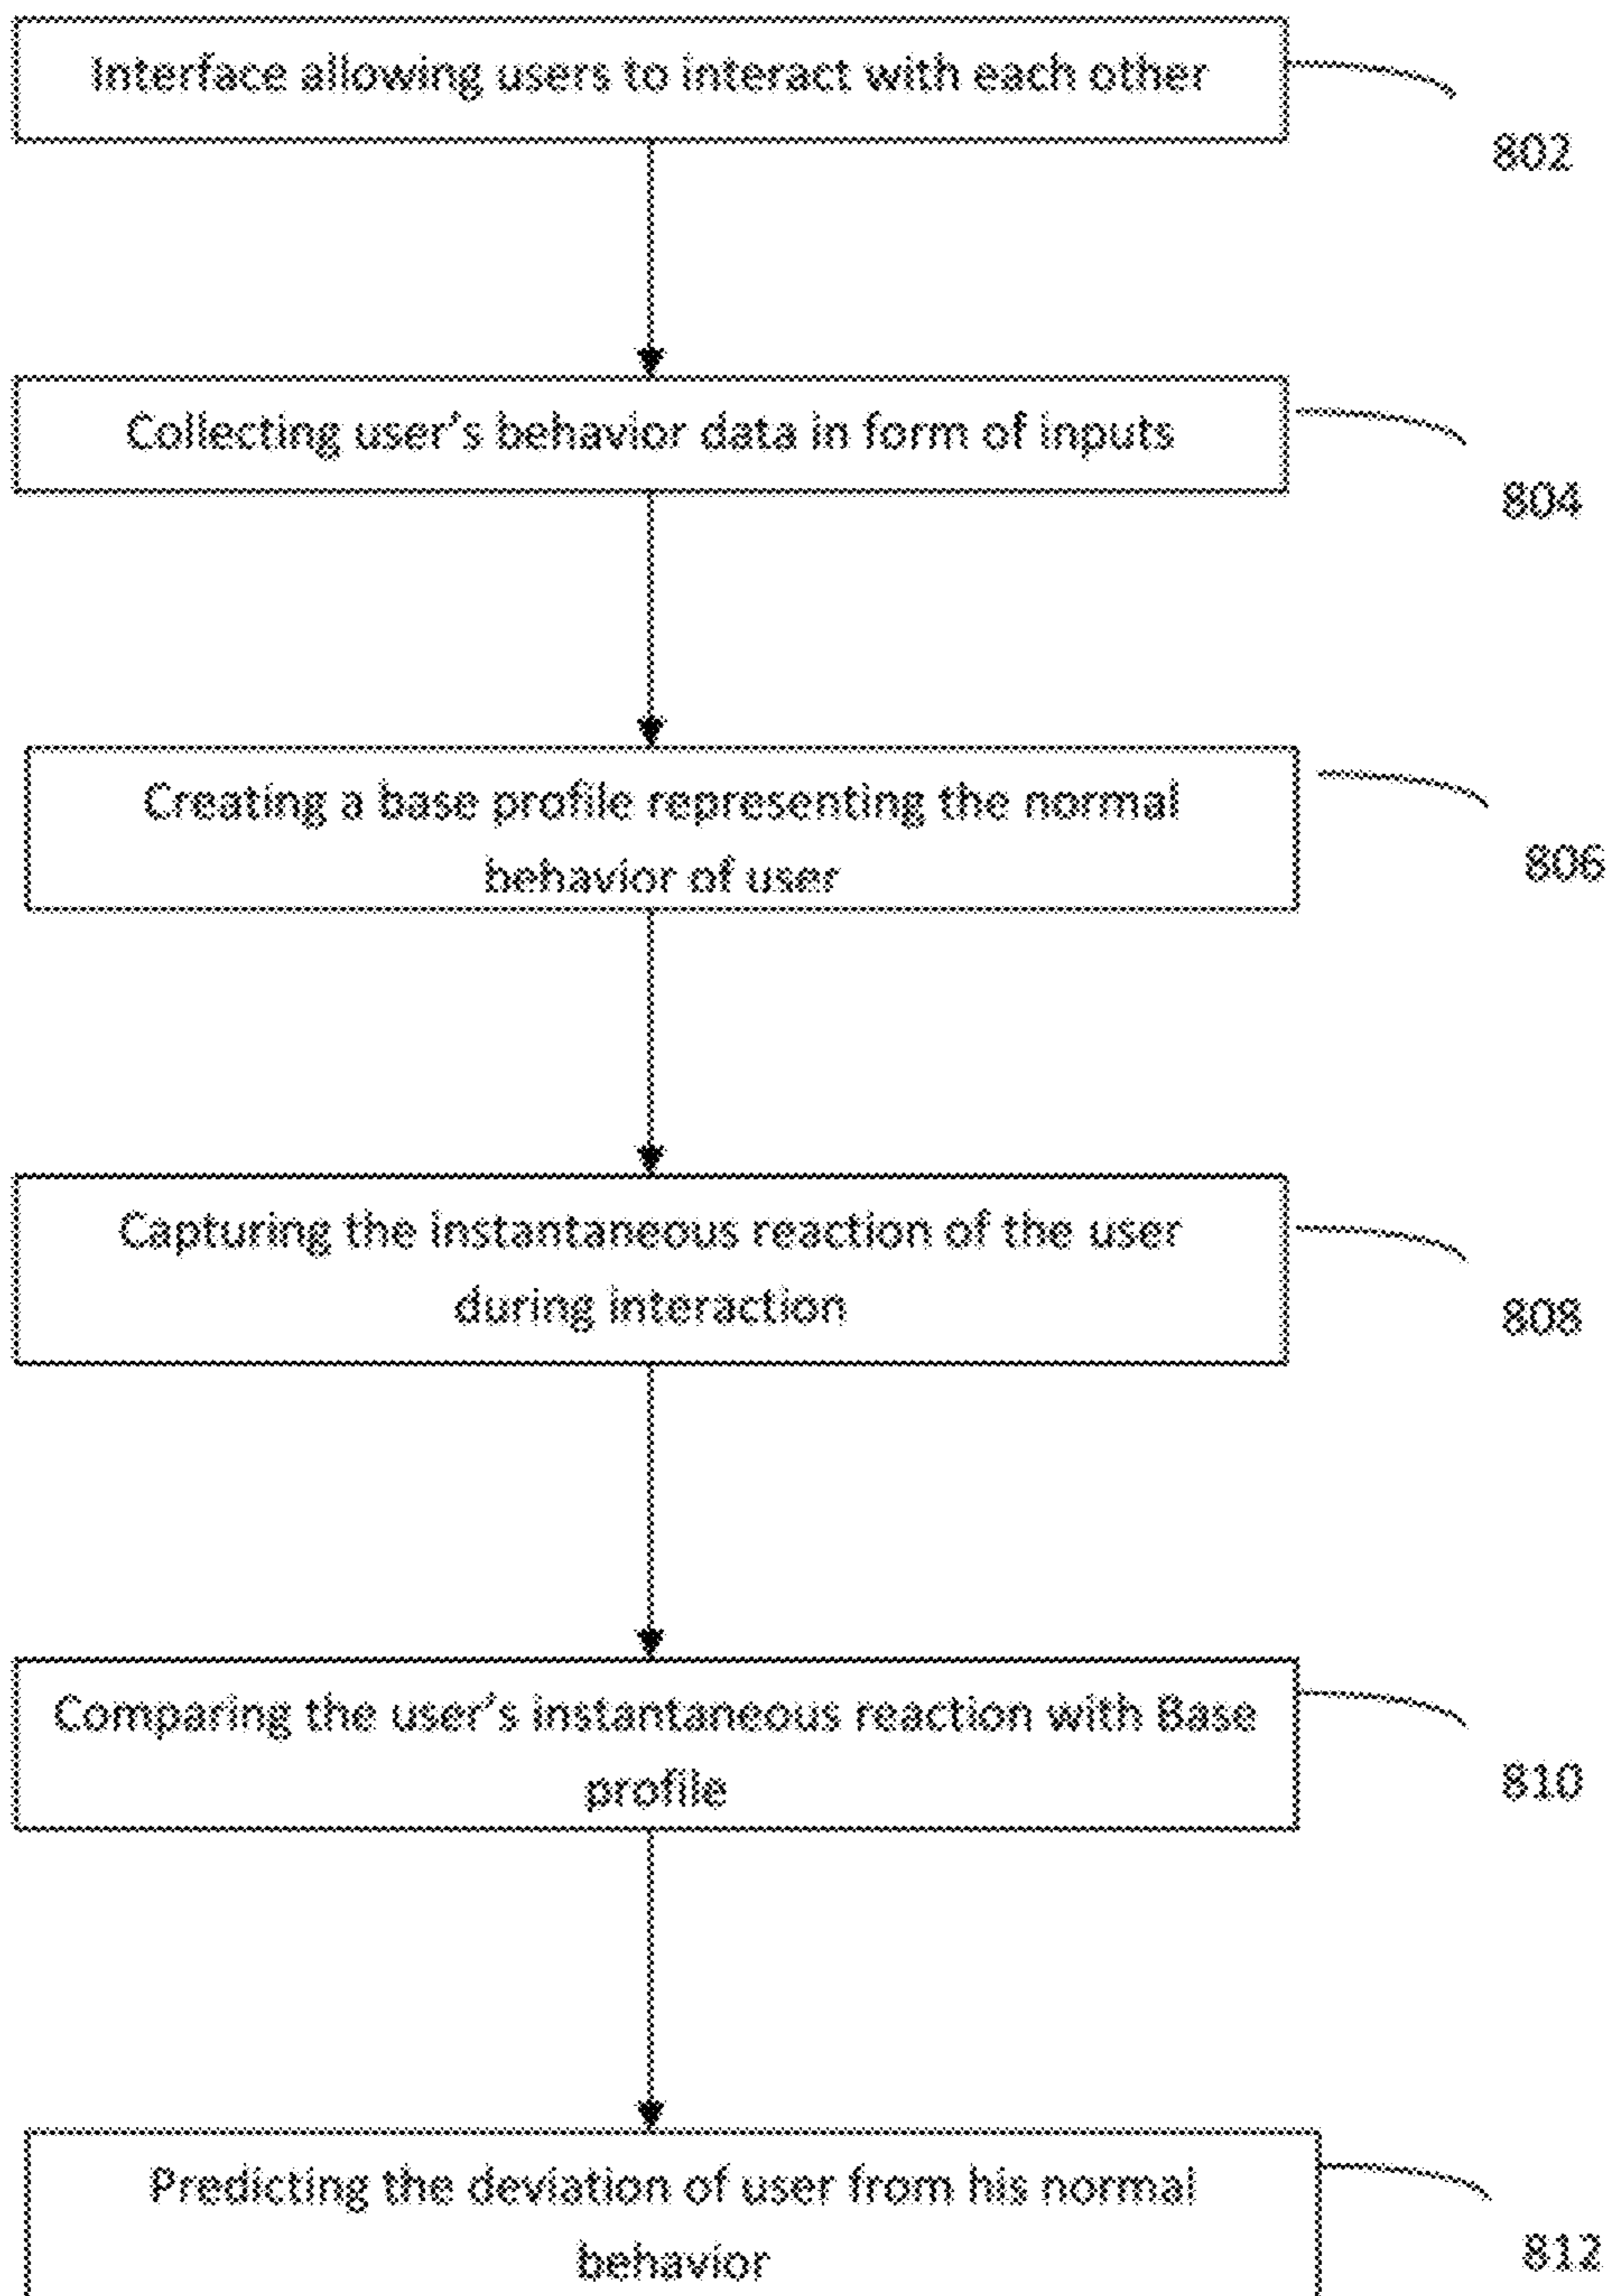 Interface allowing users to interact with each other
802
Collecting user's behavior data in form of inputs
804
Creating a base profile representing the normal
behavior of user
806
Capturing the instantaneous reaction of the user
during interaction
808
Comparing the user's instantaneous reaction with Base
profile
810
Predicting the deviation of user from his normal
behavior
812